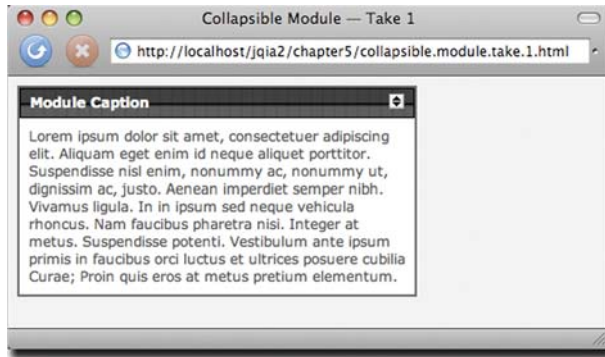 Collapsible Module — Take 1
http://localhost/jqia2/chapter5/collapsible.module.take.1.html
Module Caption
Lorem ipsum dolor sit amet, consectetuer adipiscing
elit. Aliquam eget enim id neque aliquet porttitor.
Suspendisse nisl enim, nonummy ac, nonummy ut,
dignissim ac, justo. Aenean imperdiet semper nibh.
Vivamus ligula. In in ipsum sed neque vehicula
rhoncus. Nam faucibus pharetra nisi. Integer at
metus. Suspendisse potenti. Vestibulum ante ipsum
primis in faucibus orci luctus et ultrices posuere cubilia
Curae; Proin quis eros at metus pretium elementum.